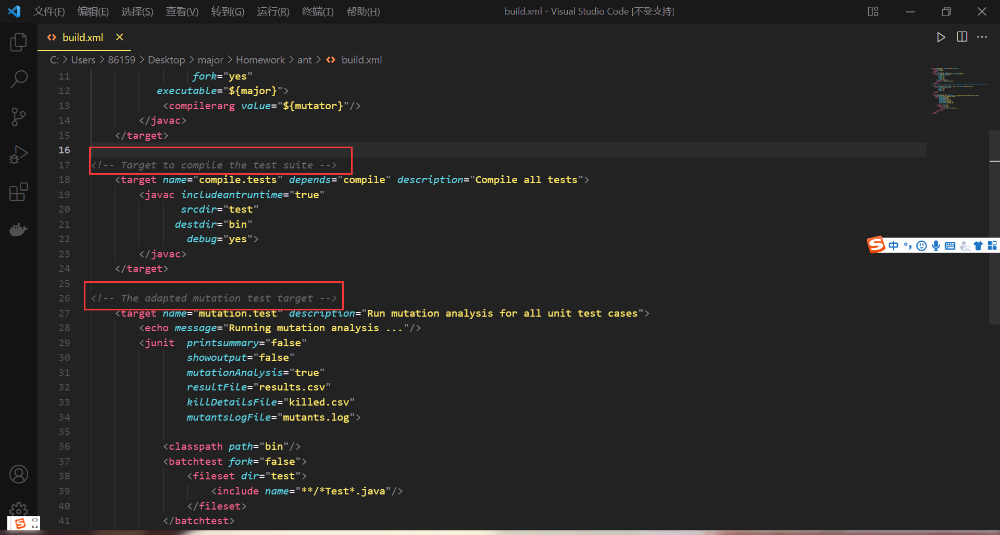 文件(F) 编辑(E) 选择(S) 查看(V) 转到(G) 运行(R) 终端(T) 帮助(H) build.xml - Visual Studio Code [不受支持]
build.xml
C: > Users > 86159 > Desktop > major > Homework > ant > build.xml
11 fork="yes"
12 executable="${major}">
13 <compilerarg value="${mutator}"/>
14 </javac>
15 </target>
16
17 <!-- Target to compile the test suite -->
18 <target name="compile.tests" depends="compile" description="Compile all tests">
19 <javac includeantruntime="true"
20 srcdir="test"
21 destdir="bin"
22 debug="yes">
23 </javac>
24 </target>
25
26 <!-- The adapted mutation test target -->
27 <target name="mutation.test" description="Run mutation analysis for all unit test cases">
28 <echo message="Running mutation analysis ..."/>
29 <junit printsummary="false"
30 showoutput="false"
31 mutationAnalysis="true"
32 resultFile="results.csv"
33 killDetailsFile="killed.csv"
34 mutantsLogFile="mutants.log">
35
36 <classpath path="bin"/>
37 <batchtest fork="false">
38 <fileset dir="test">
39 <include name="**/*Test*.java"/>
40 </fileset>
41 </batchtest>
S 中 °,
S